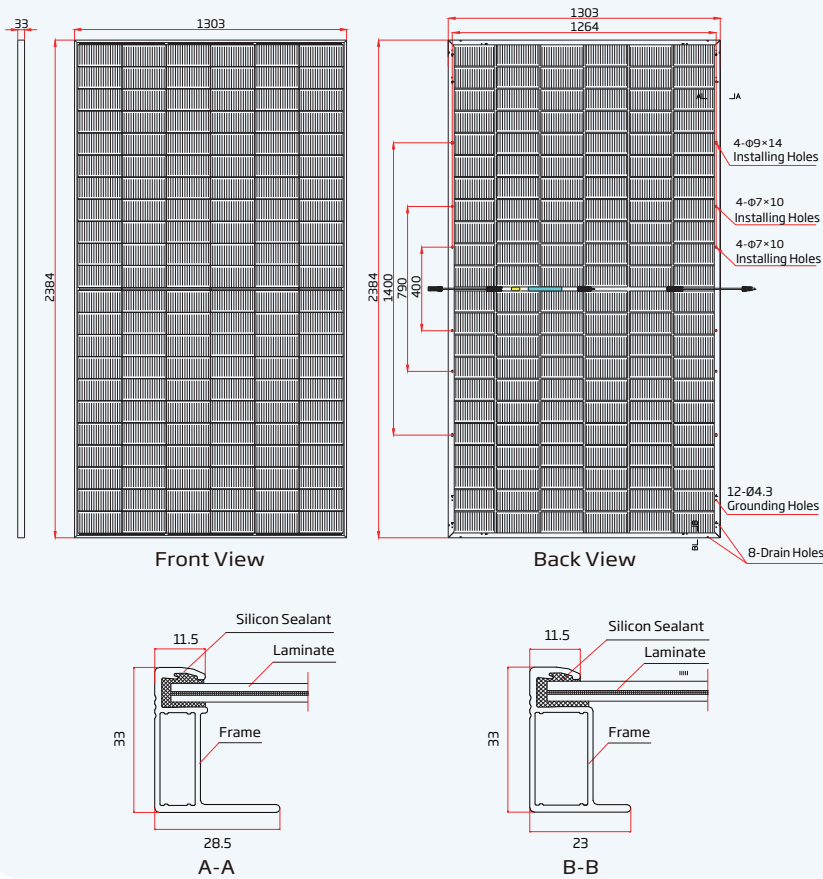 33
1303
2384
Front View
1303
1264
2384
1400
790
400
A
A
4-Φ9×14
Installing Holes
4-Φ7×10
Installing Holes
4-Φ7×10
Installing Holes
12-Ø4.3
Grounding Holes
B
B
8-Drain Holes
Back View
Silicon Sealant
11.5
Laminate
33
Frame
28.5
A-A
Silicon Sealant
11.5
Laminate
33
Frame
23
B-B